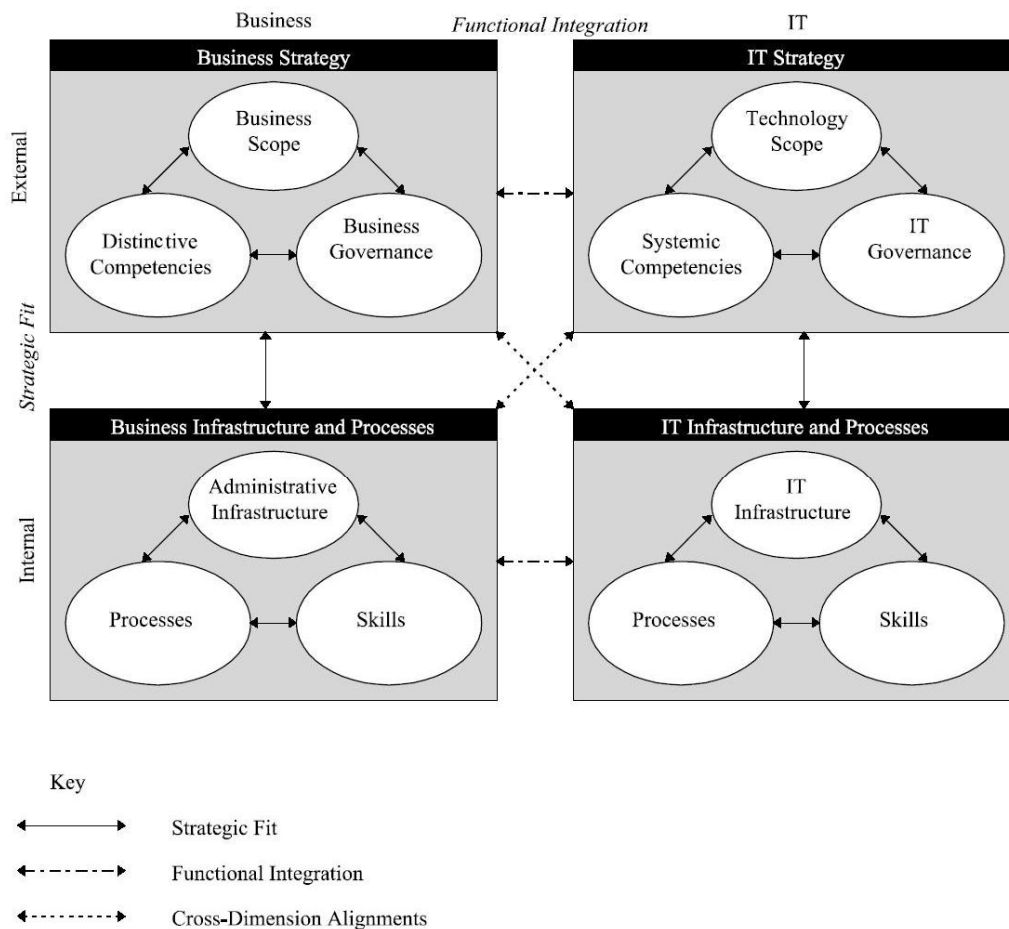 Business
Functional Integration
IT
Business Strategy
IT Strategy
External
Business
Scope
Distinctive
Competencies
Business
Governance
Technology
Scope
Systemic
Competencies
IT
Governance
Strategic Fit
Business Infrastructure and Processes
IT Infrastructure and Processes
Internal
Administrative
Infrastructure
Processes
Skills
IT
Infrastructure
Processes
Skills
Key
Strategic Fit
Functional Integration
Cross-Dimension Alignments